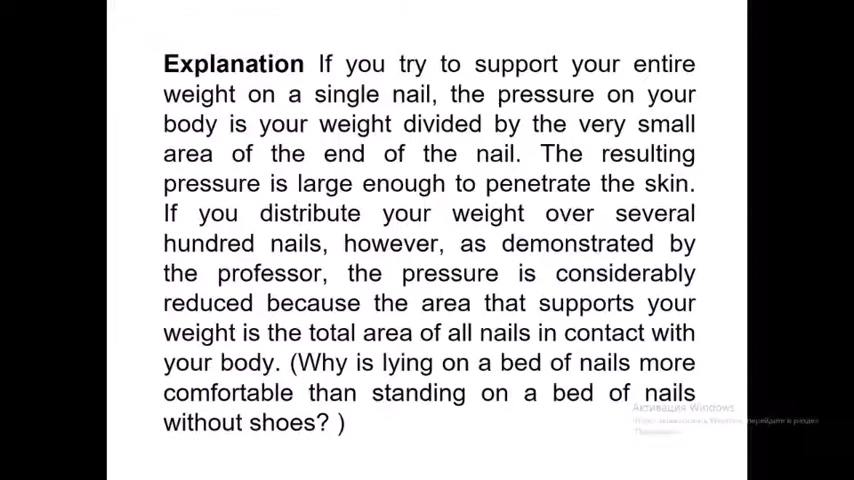 Explanation If you try to support your entire
weight on a single nail, the pressure on your
body is your weight divided by the very small
area of the end of the nail. The resulting
pressure is large enough to penetrate the skin.
If you distribute your weight over several
hundred nails, however, as demonstrated by
the professor, the pressure is considerably
reduced because the area that supports your
weight is the total area of all nails in contact with
your body. (Why is lying on a bed of nails more
comfortable than standing on a bed of nails
without shoes? )
Активация Windows
перейдите в раздел